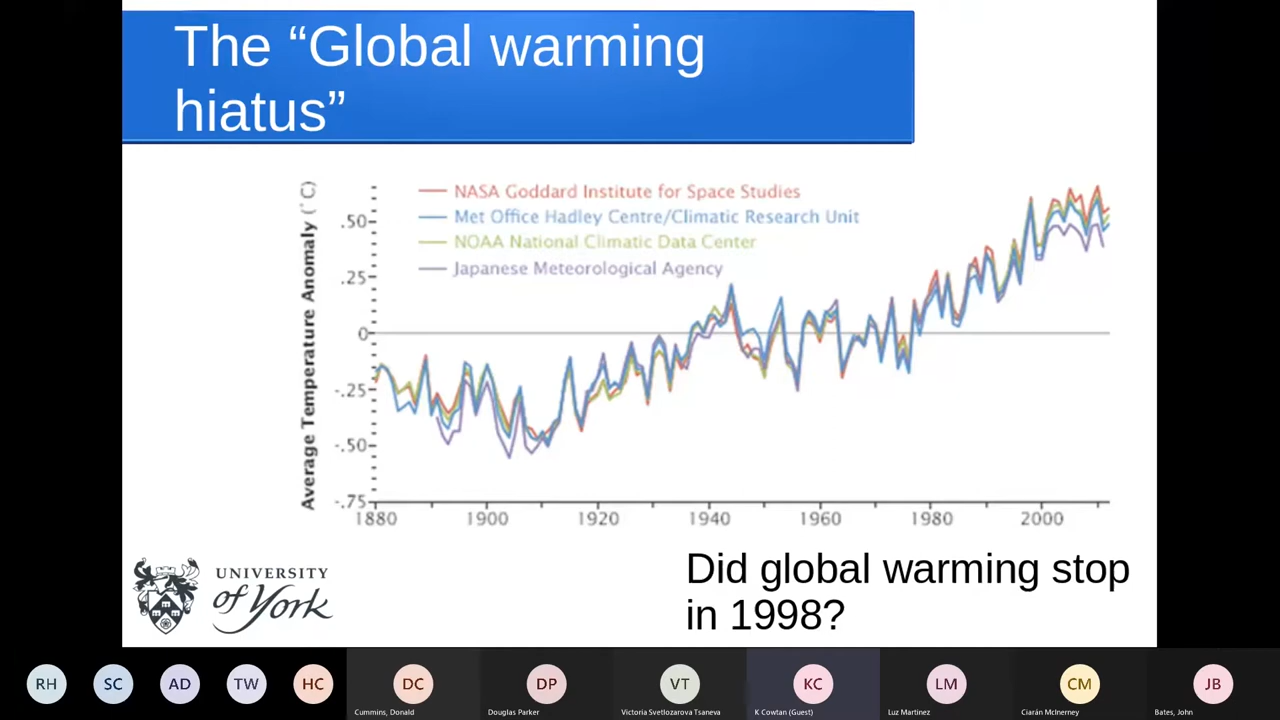 The “Global warming
hiatus”
Average Temperature Anomaly (°C)
NASA Goddard Institute for Space Studies
Met Office Hadley Centre/Climatic Research Unit
NOAA National Climatic Data Center
Japanese Meteorological Agency
.50
.25
0
-.25
-.50
-.75
1880 1900 1920 1940 1960 1980 2000
UNIVERSITY
of York
Did global warming stop
in 1998?
RH SC AD TW HC DC DP VT KC LM CM JB
Cummins, Donald Douglas Parker Victoria Svetlozarova Tsaneva K Cowtan (Guest) Luz Martinez Ciarán McInerney Bates, John